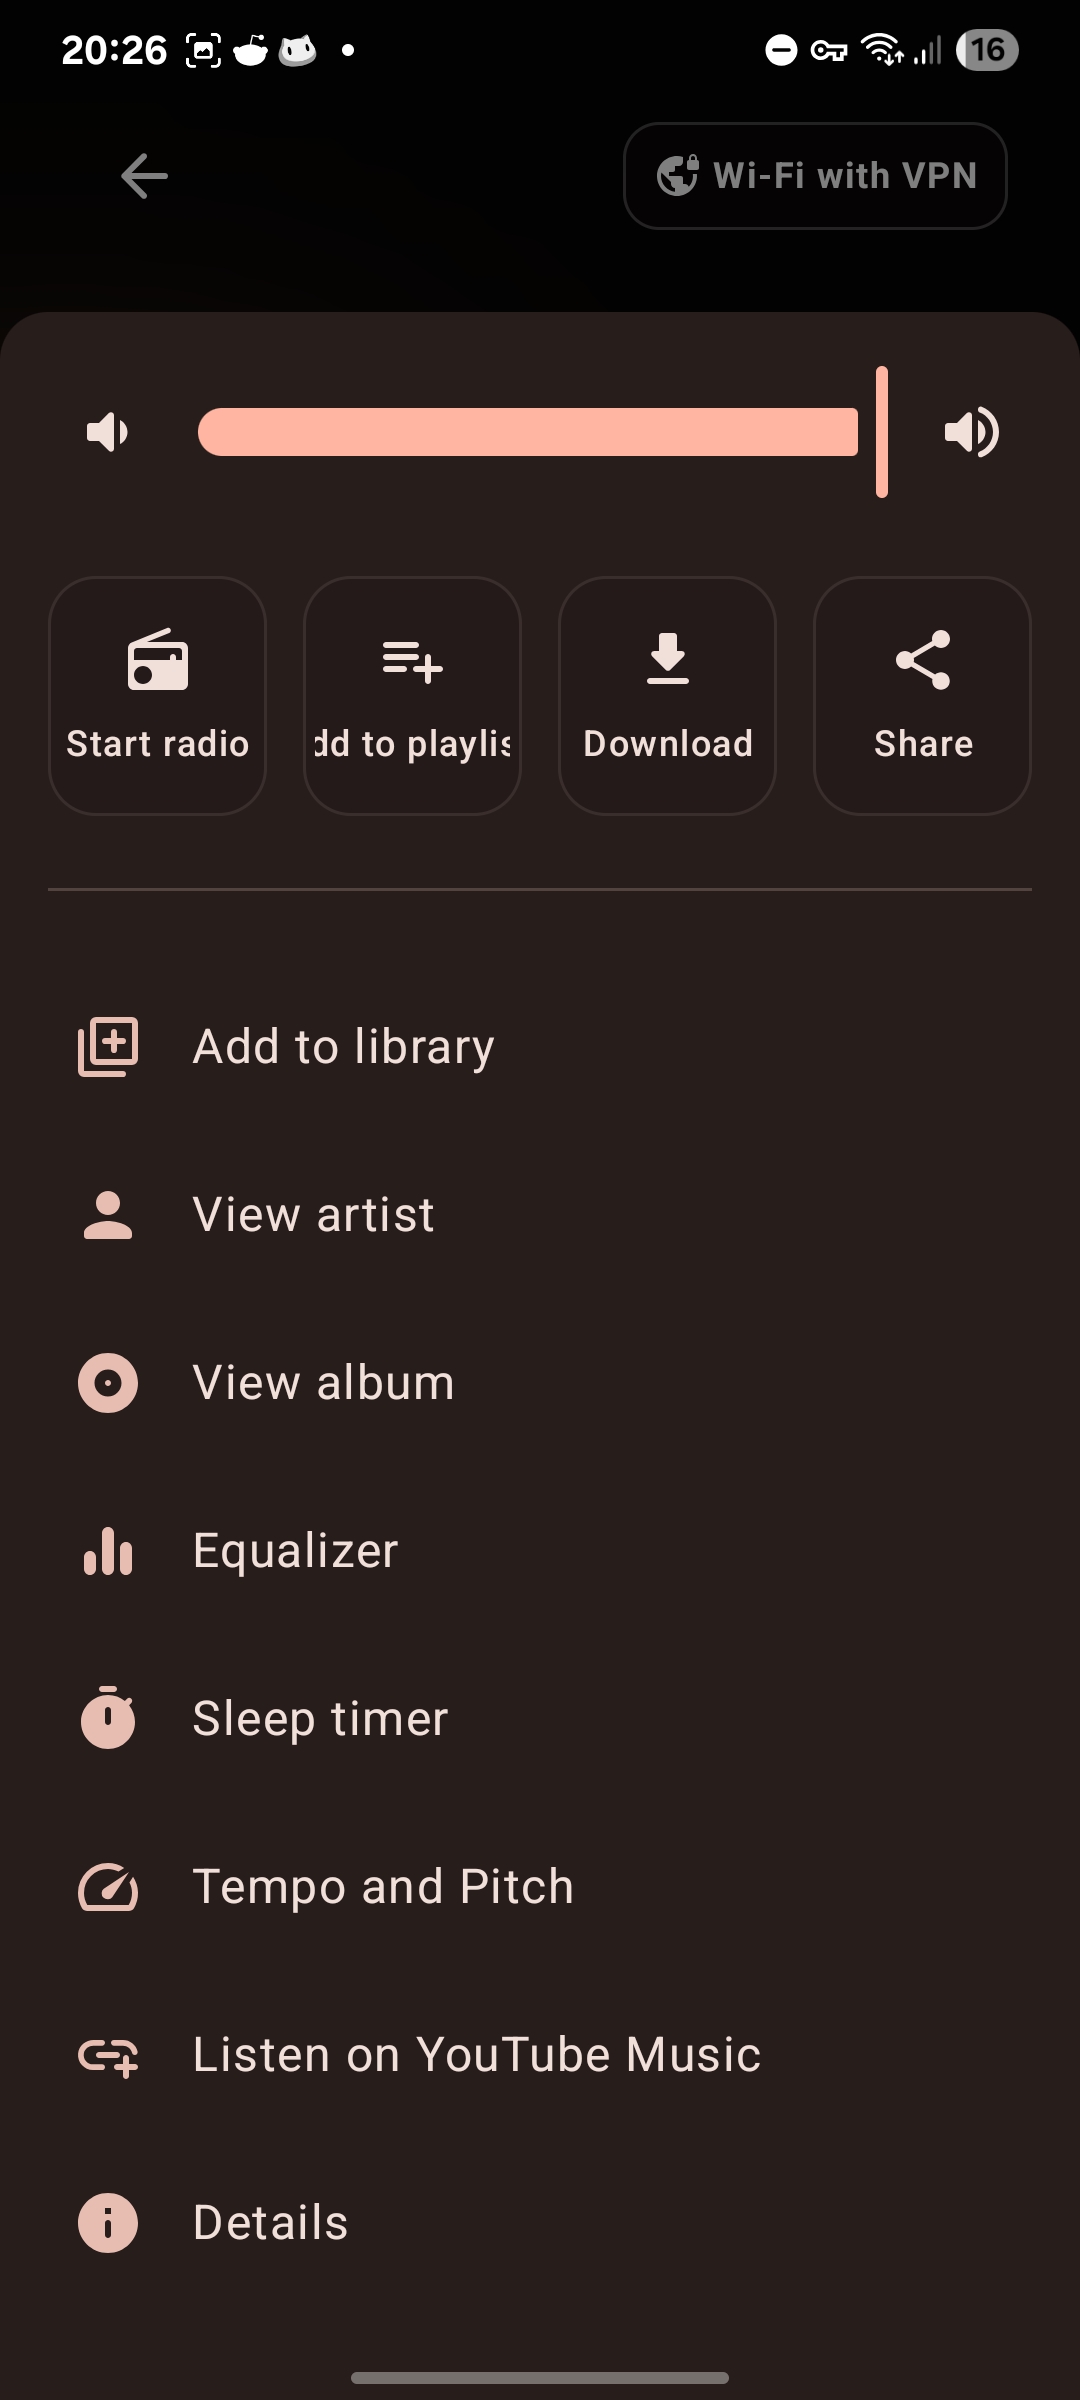 20:26
16
Wi-Fi with VPN
Start radio
dd to playlis
Download
Share
Add to library
View artist
View album
Equalizer
Sleep timer
Tempo and Pitch
Listen on YouTube Music
Details